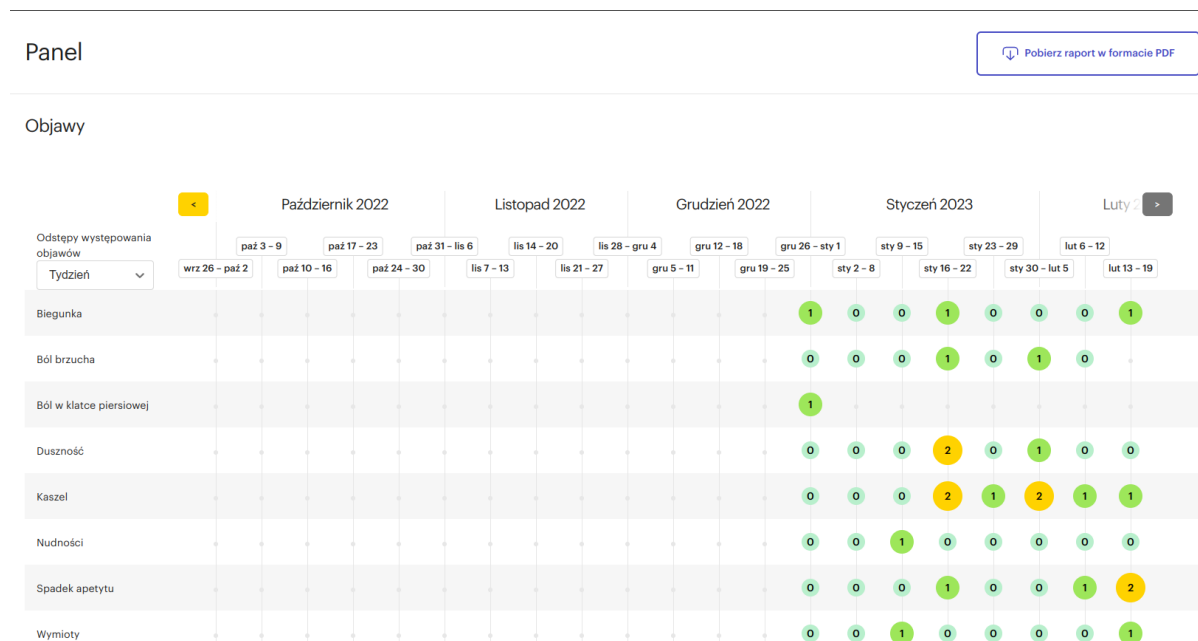 Panel
Pobierz raport w formacie PDF
Objawy
<
Październik 2022
Listopad 2022
Grudzień 2022
Styczeń 2023
Luty 2
>
Odstępy występowania
objawów
Tydzień
paź 3 – 9
paź 17 – 23
paź 31 – lis 6
lis 14 – 20
lis 28 – gru 4
gru 12 – 18
gru 26 – sty 1
sty 9 – 15
sty 23 – 29
lut 6 – 12
wrz 26 – paź 2
paź 10 – 16
paź 24 – 30
lis 7 – 13
lis 21 – 27
gru 5 – 11
gru 19 – 25
sty 2 – 8
sty 16 – 22
sty 30 – lut 5
lut 13 – 19
Biegunka 1 0 0 1 0 0 0 1
Ból brzucha 0 0 0 1 0 1 0
Ból w klatce piersiowej 1
Duszność 0 0 0 2 0 1 0 0
Kaszel 0 0 0 2 1 2 1 1
Nudności 0 0 1 0 0 0 0 0
Spadek apetytu 0 0 0 1 0 0 1 2
Wymioty 0 0 1 0 0 0 0 1